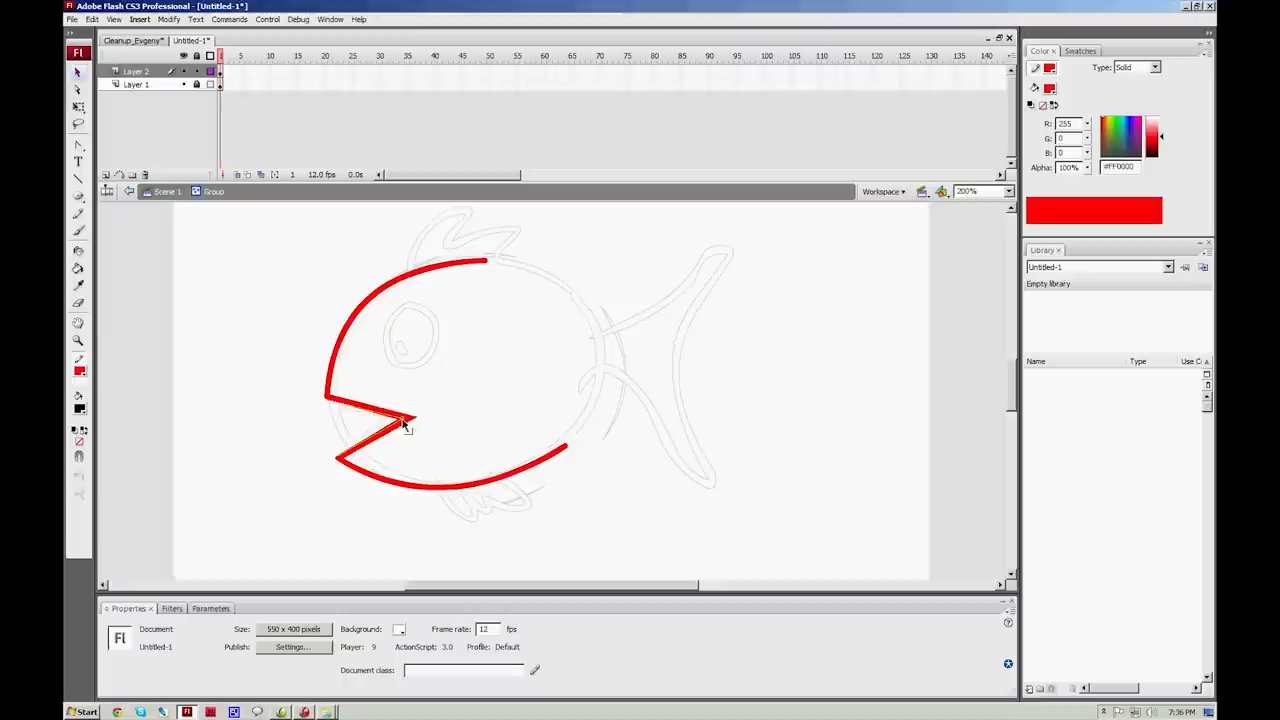 Fl Adobe Flash CS3 Professional - [Untitled-1*]
File Edit View Insert Modify Text Commands Control Debug Window Help
Cleanup_Evgeny* Untitled-1*
1 5 10 15 20 25 30 35 40 45 50 55 60 65 70 75 80 85 90 95 100 105 110 115 120 125 130 135 140
Layer 2
Layer 1
1 12.0 fps 0.0s
Scene 1 Group Workspace 200%
Fl
T
Color Swatches
Type: Solid
R: 255
G: 0
B: 0
Alpha: 100% #FF0000
Library
Untitled-1
Empty library
Name Type Use C
Properties Filters Parameters
Fl Document Size: 550 x 400 pixels Background: Frame rate: 12 fps
Untitled-1 Publish: Settings... Player: 9 ActionScript: 3.0 Profile: Default
Document class:
Start 7:36 PM